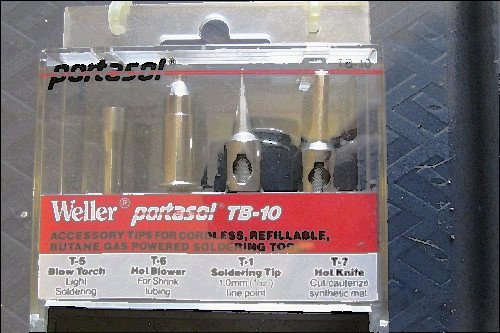 portasol®
TB-10
Weller® portasol® TB-10
ACCESSORY TIPS FOR CORDLESS, REFILLABLE,
BUTANE GAS POWERED SOLDERING TOOL
T-5 T-6 T-1 T-7
Blow Torch Hot Blower Soldering Tip Hot Knife
Light For Shrink 1.0mm Cut/cauterize
Soldering tubing line point synthetic mat.